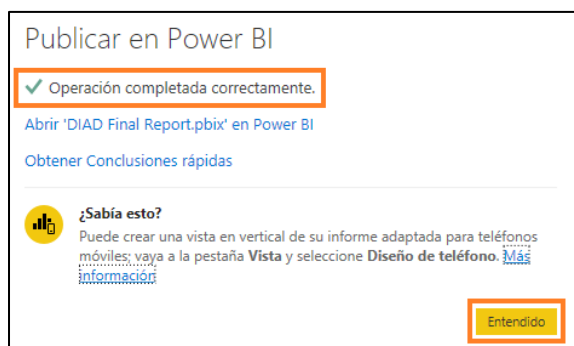 Publicar en Power BI
Operación completada correctamente.
Abrir 'DIAD Final Report.pbix' en Power BI
Obtener Conclusiones rápidas
¿Sabía esto?
Puede crear una vista en vertical de su informe adaptada para teléfonos
móviles; vaya a la pestaña Vista y seleccione Diseño de teléfono. Más
información
Entendido